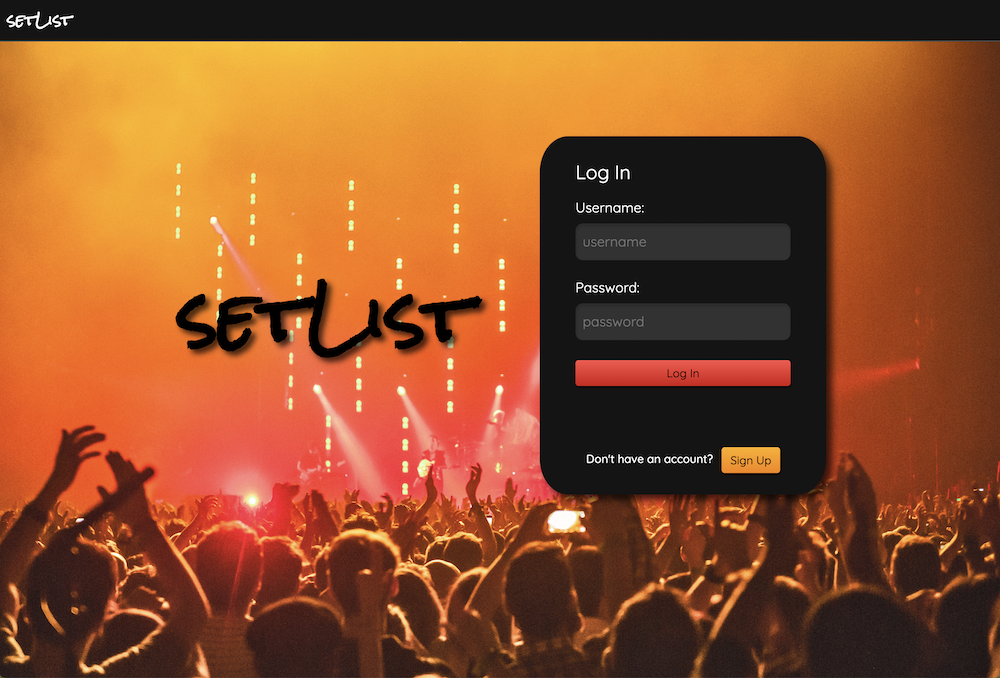 setList
setList
Log In
Username:
username
Password:
password
Log In
Don't have an account? Sign Up